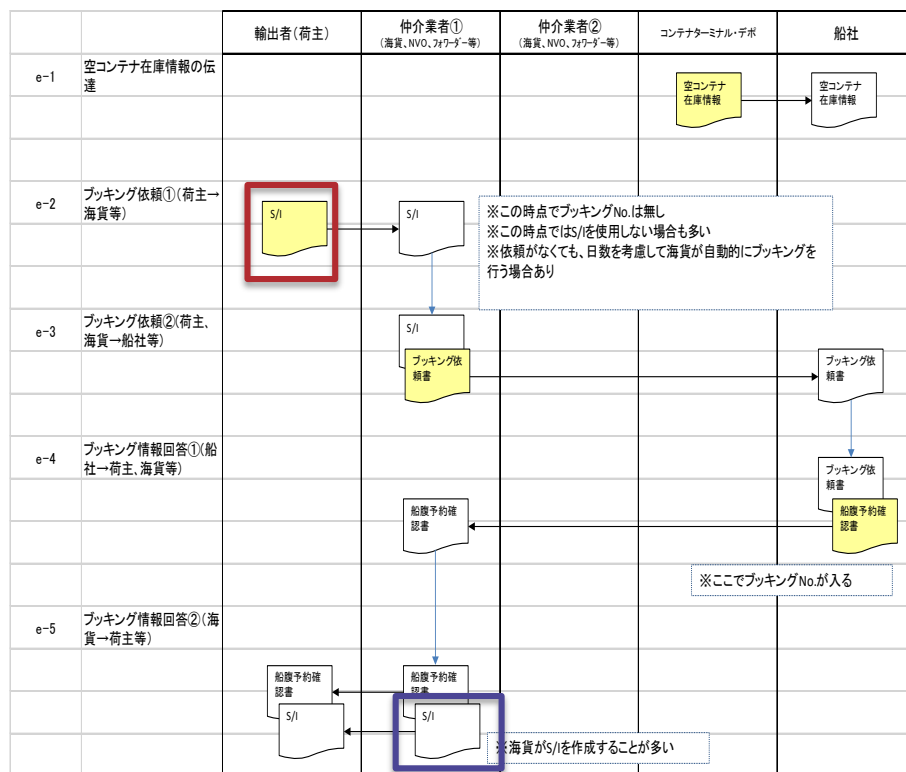 輸出者（荷主）
仲介業者①
（海貨、NVO、フォワーダー等）
仲介業者②
（海貨、NVO、フォワーダー等）
コンテナターミナル・デポ
船社
e-1
空コンテナ在庫情報の伝
達
空コンテナ
在庫情報
空コンテナ
在庫情報
e-2
ブッキング依頼①（荷主→
海貨等）
S/I
S/I
※この時点でブッキングNo.は無し
※この時点ではS/Iを使用しない場合も多い
※依頼がなくても、日数を考慮して海貨が自動的にブッキングを
行う場合あり
e-3
ブッキング依頼②（荷主、
海貨→船社等）
S/I
ブッキング依
頼書
ブッキング依
頼書
e-4
ブッキング情報回答①（船
社→荷主、海貨等）
ブッキング依
頼書
船腹予約確
認書
船腹予約確
認書
※ここでブッキングNo.が入る
e-5
ブッキング情報回答②（海
貨→荷主等）
船腹予約確
認書
S/I
船腹予約確
認書
S/I
※海貨がS/Iを作成することが多い